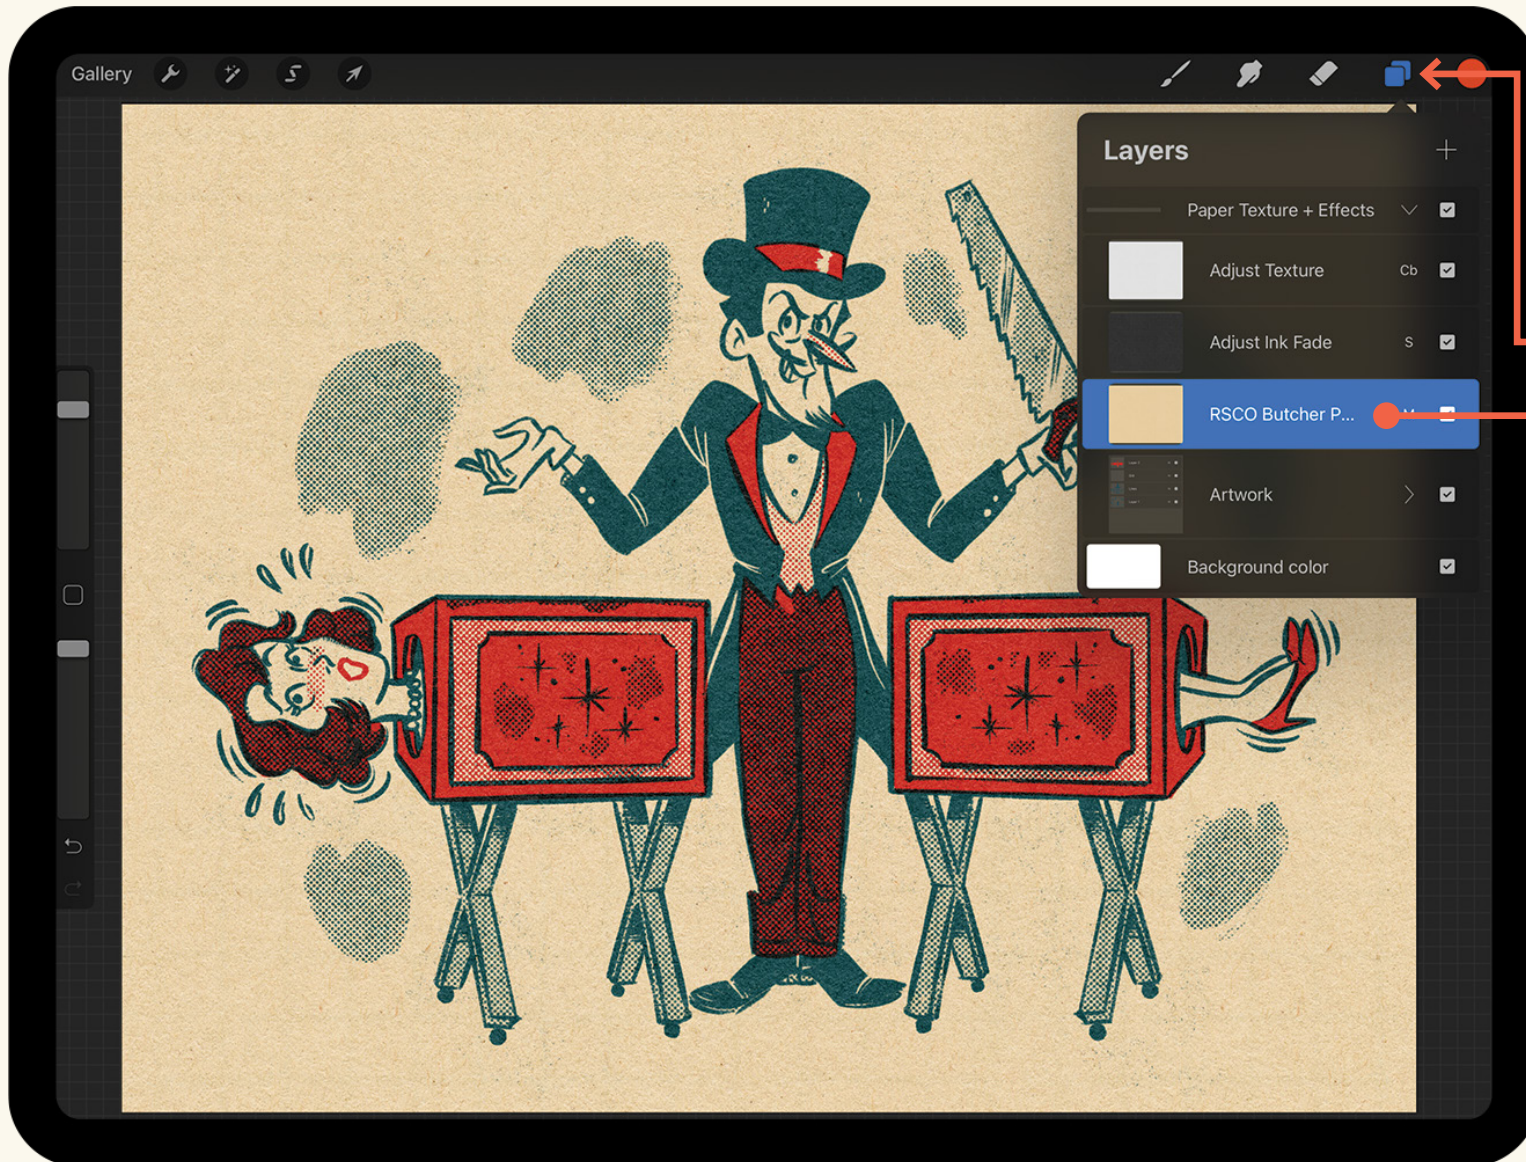 Gallery
Layers
Paper Texture + Effects
Adjust Texture Cb
Adjust Ink Fade S
RSCO Butcher P...
Artwork
Background color